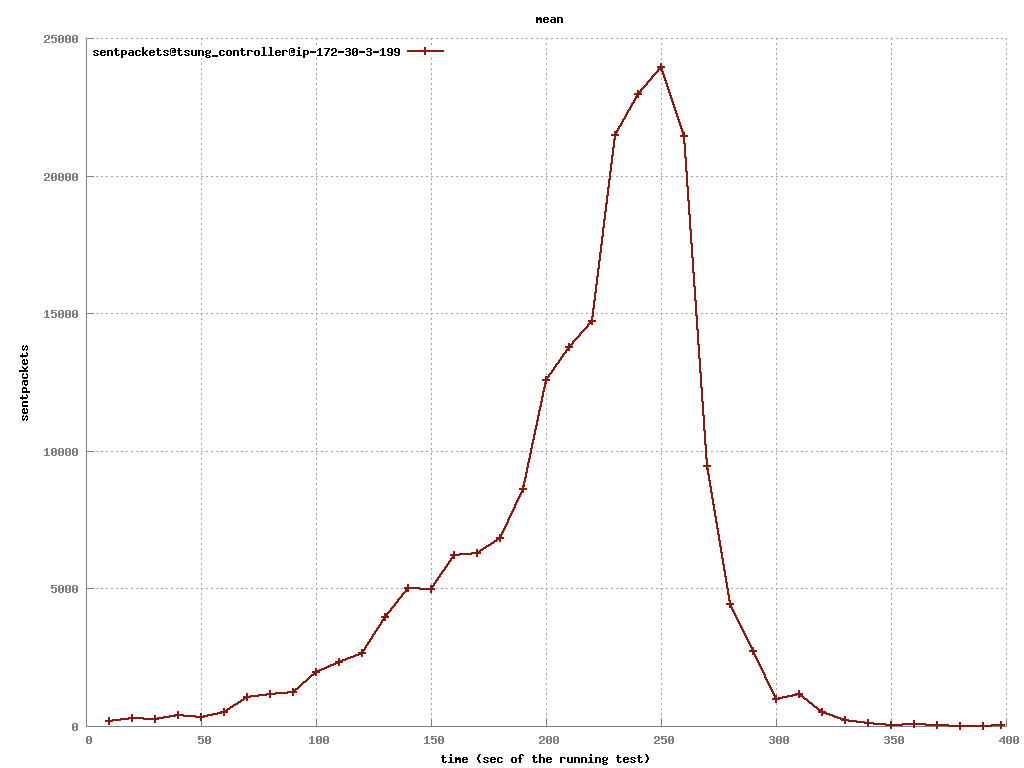 mean
25000
sentpackets@tsung_controller@ip-172-30-3-199
20000
15000
sentpackets
10000
5000
0
0 50 100 150 200 250 300 350 400
time (sec of the running test)